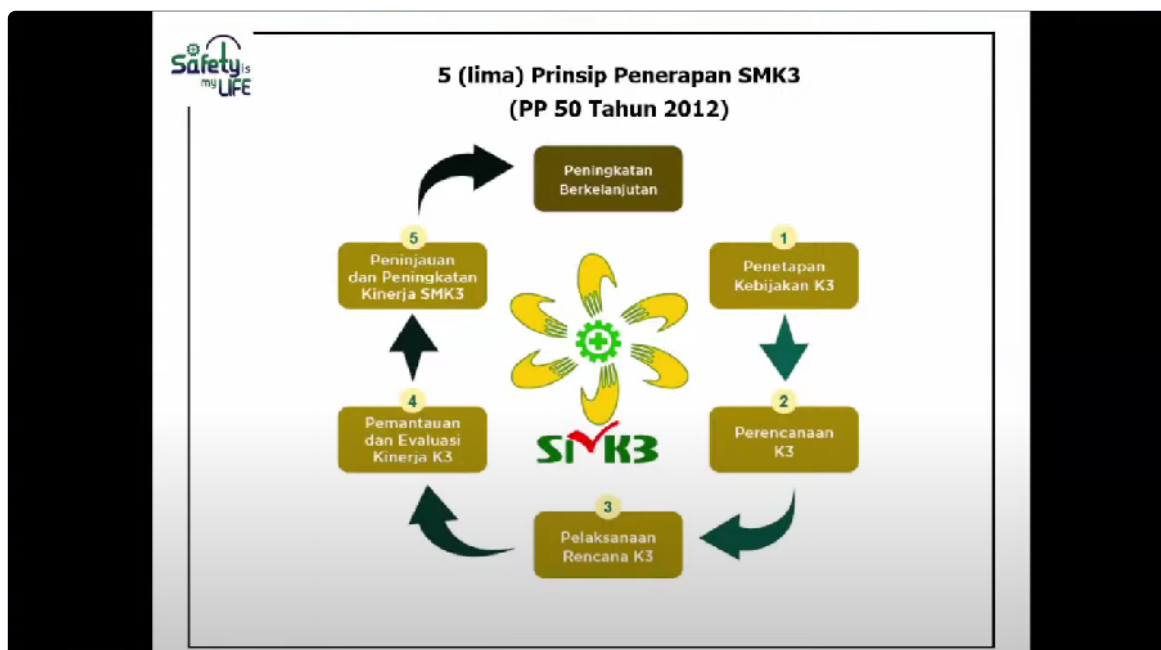 Safety is
my LIFE
5 (lima) Prinsip Penerapan SMK3
(PP 50 Tahun 2012)
Peningkatan
Berkelanjutan
1
Penetapan
Kebijakan K3
2
Perencanaan
K3
3
Pelaksanaan
Rencana K3
4
Pemantauan
dan Evaluasi
Kinerja K3
5
Peninjauan
dan Peningkatan
Kinerja SMK3
SMK3